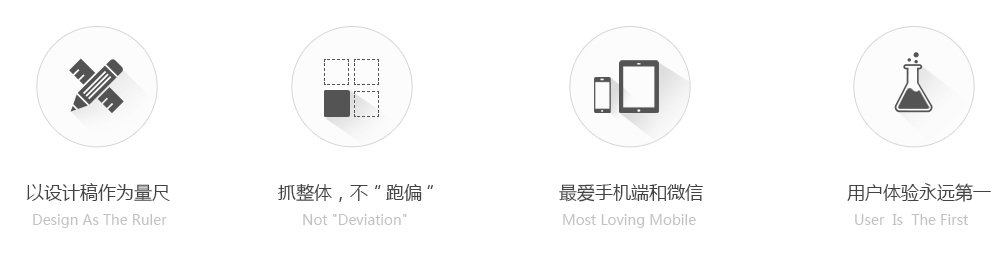 以设计稿作为量尺
Design As The Ruler
抓整体，不“跑偏”
Not "Deviation"
最爱手机端和微信
Most Loving Mobile
用户体验永远第一
User Is The First